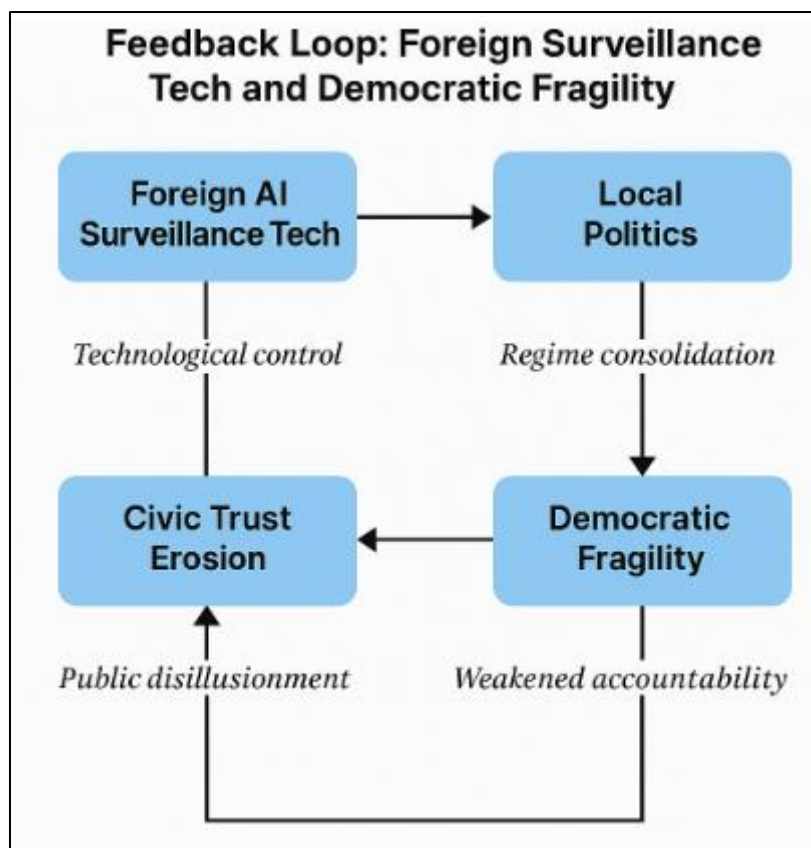 Feedback Loop: Foreign Surveillance
Tech and Democratic Fragility
Foreign AI
Surveillance Tech
Local
Politics
Technological control
Regime consolidation
Civic Trust
Erosion
Democratic
Fragility
Public disillusionment
Weakened accountability